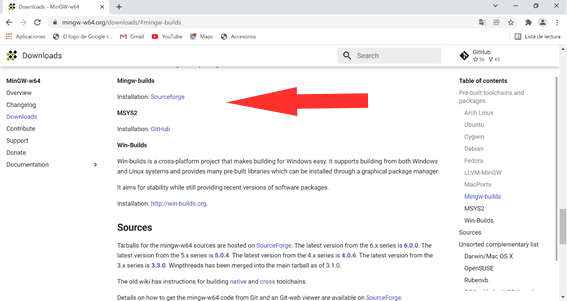 Downloads - MinGW-w64
mingw-w64.org/downloads/#mingw-builds
Aplicaciones
El logo de Google r...
Gmail
YouTube
Maps
Accesorios
Lista de lectura
Downloads
Search
GitHub
56 45
MinGW-w64
Overview
Changelog
Downloads
Contribute
Support
Donate
Documentation
Mingw-builds
Installation: Sourceforge
MSYS2
Installation: GitHub
Win-Builds
Win-builds is a cross-platform project that makes building for Windows easy. It supports building from both Windows
and Linux systems and provides many pre-built libraries which can be installed through a graphical package manager.
It aims for stability while still providing recent versions of software packages.
Installation: http://win-builds.org.
Sources
Tarballs for the mingw-w64 sources are hosted on SourceForge. The latest version from the 6.x series is 6.0.0. The
latest version from the 5.x series is 5.0.4. The latest version from the 4.x series is 4.0.6. The latest version from the
3.x series is 3.3.0. Winpthreads has been merged into the main tarball as of 3.1.0.
The old wiki has instructions for building native and cross toolchains.
Details on how to get the mingw-w64 code from Git and an Git-web viewer are available on SourceForge.
Table of contents
Pre-built toolchains and
packages
Arch Linux
Ubuntu
Cygwin
Debian
Fedora
LLVM-MinGW
MacPorts
Mingw-builds
MSYS2
Win-Builds
Sources
Unsorted complementary list
Darwin/Mac OS X
OpenSUSE
Rubenvb